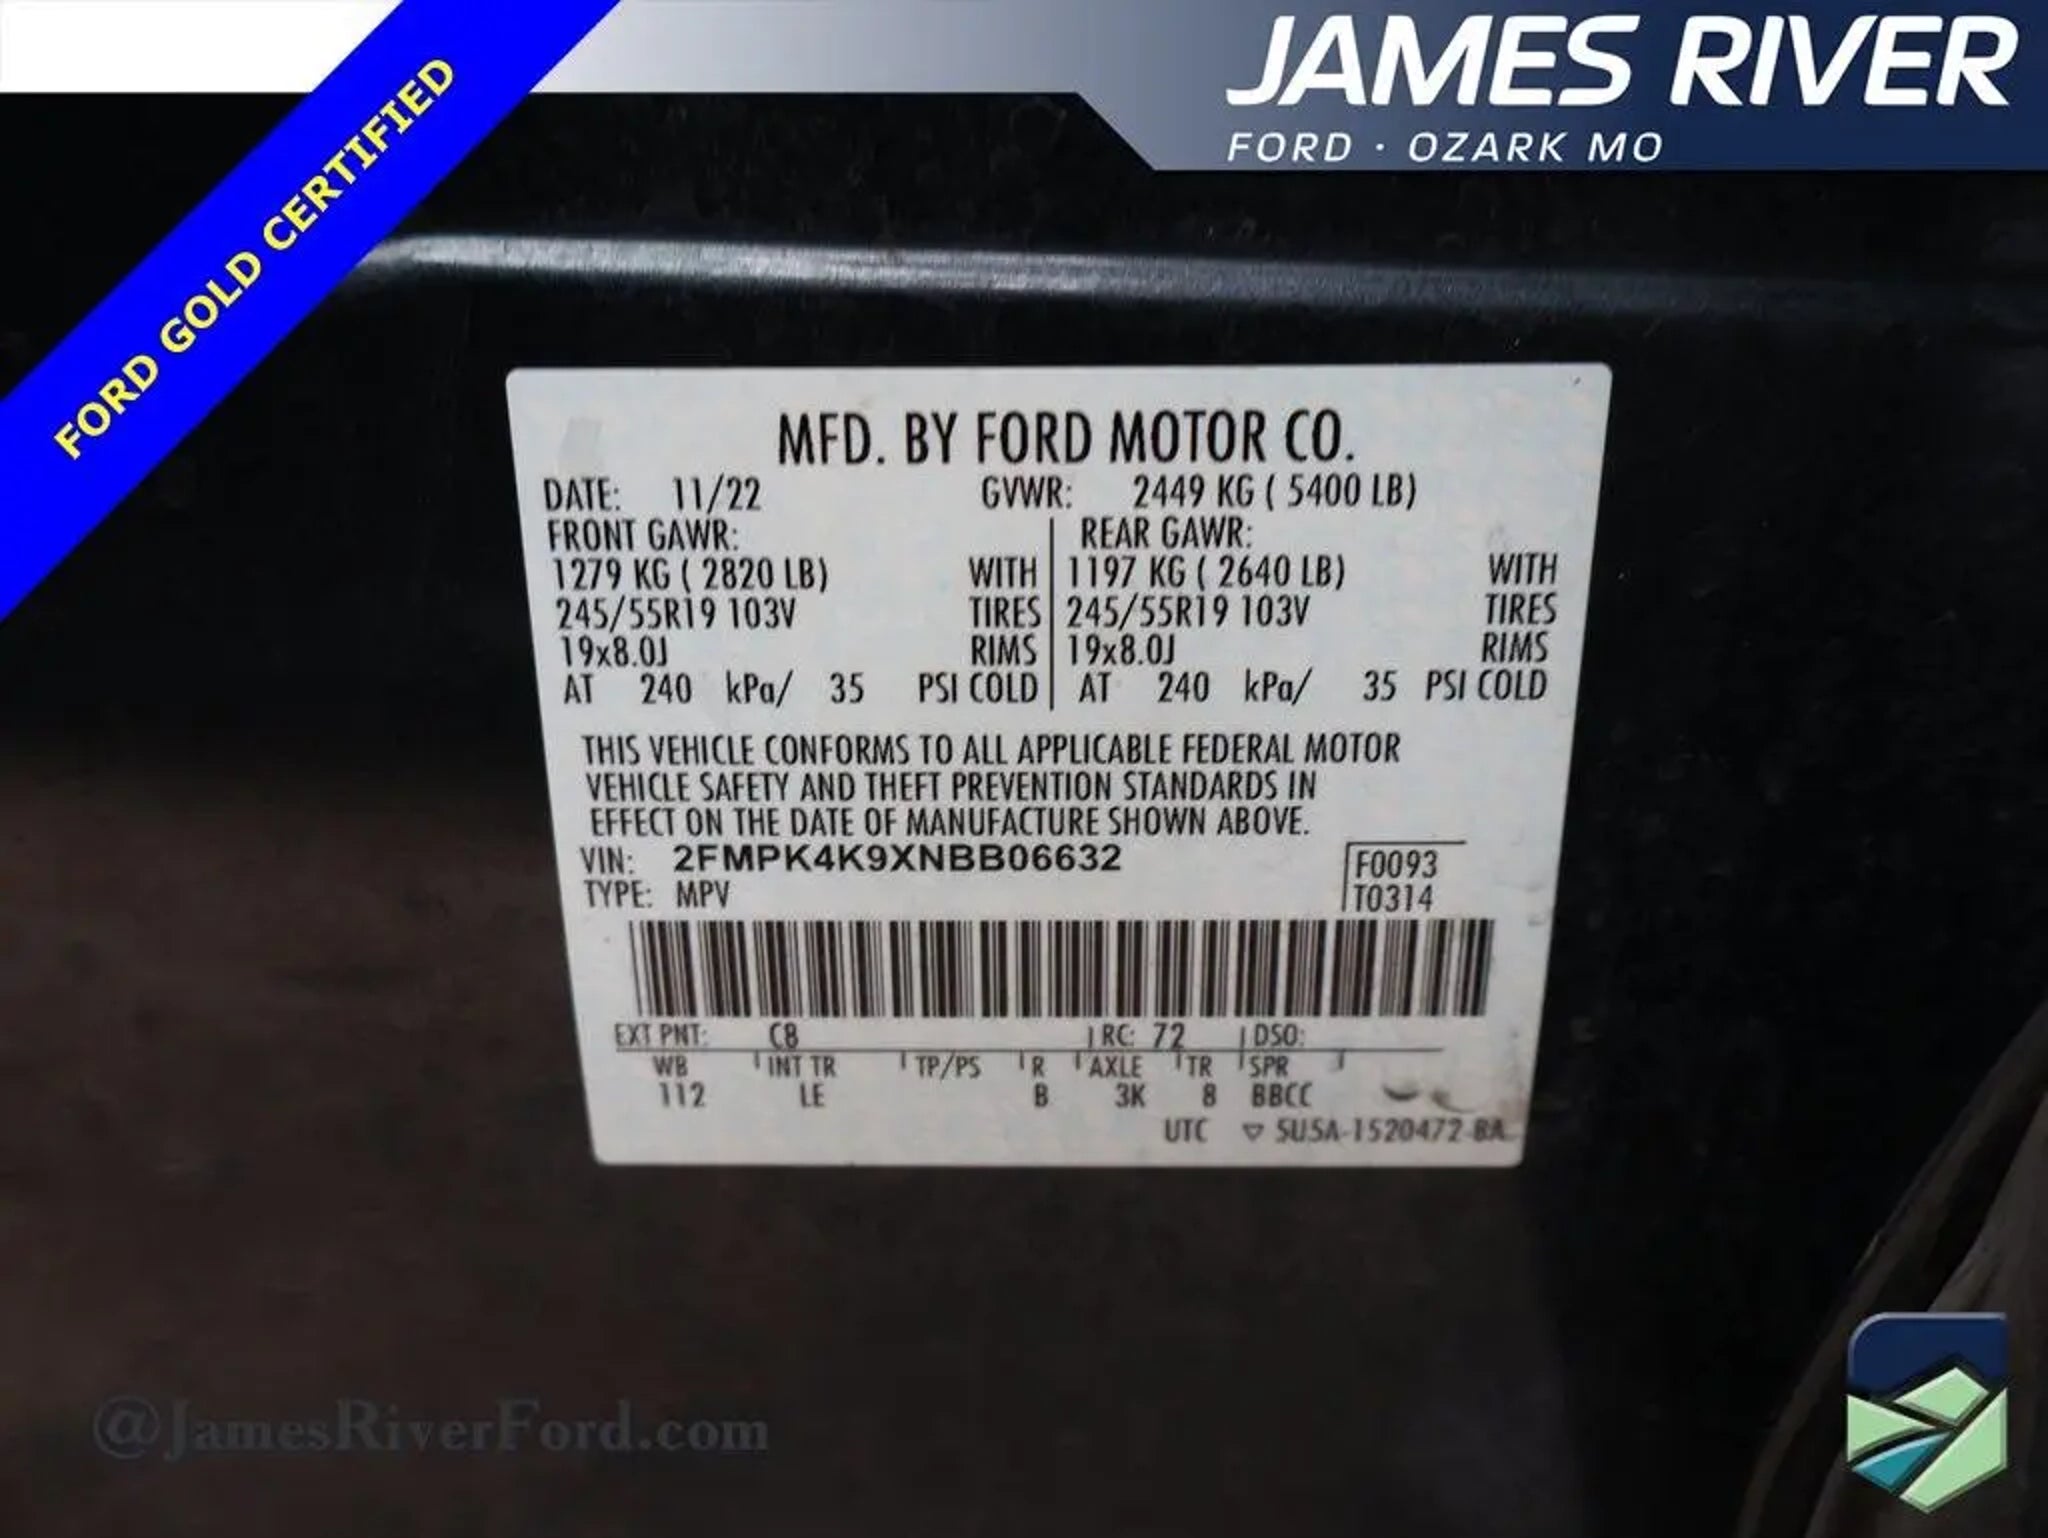 JAMES RIVER
FORD · OZARK MO
FORD GOLD CERTIFIED
MFD. BY FORD MOTOR CO.
DATE: 11/22 GVWR: 2449 KG ( 5400 LB)
FRONT GAWR: REAR GAWR:
1279 KG ( 2820 LB) WITH 1197 KG ( 2640 LB) WITH
245/55R19 103V TIRES 245/55R19 103V TIRES
19x8.0J RIMS 19x8.0J RIMS
AT 240 kPa/ 35 PSI COLD AT 240 kPa/ 35 PSI COLD
THIS VEHICLE CONFORMS TO ALL APPLICABLE FEDERAL MOTOR
VEHICLE SAFETY AND THEFT PREVENTION STANDARDS IN
EFFECT ON THE DATE OF MANUFACTURE SHOWN ABOVE.
VIN: 2FMPK4K9XNBB06632 F0093
TYPE: MPV T0314
EXT PNT: C8 RC: 72 DSO:
WB INT TR TP/PS R AXLE TR SPR
112 LE B 3K 8 BBCC
UTC ▽ SU5A-1520472-BA
@JamesRiverFord.com